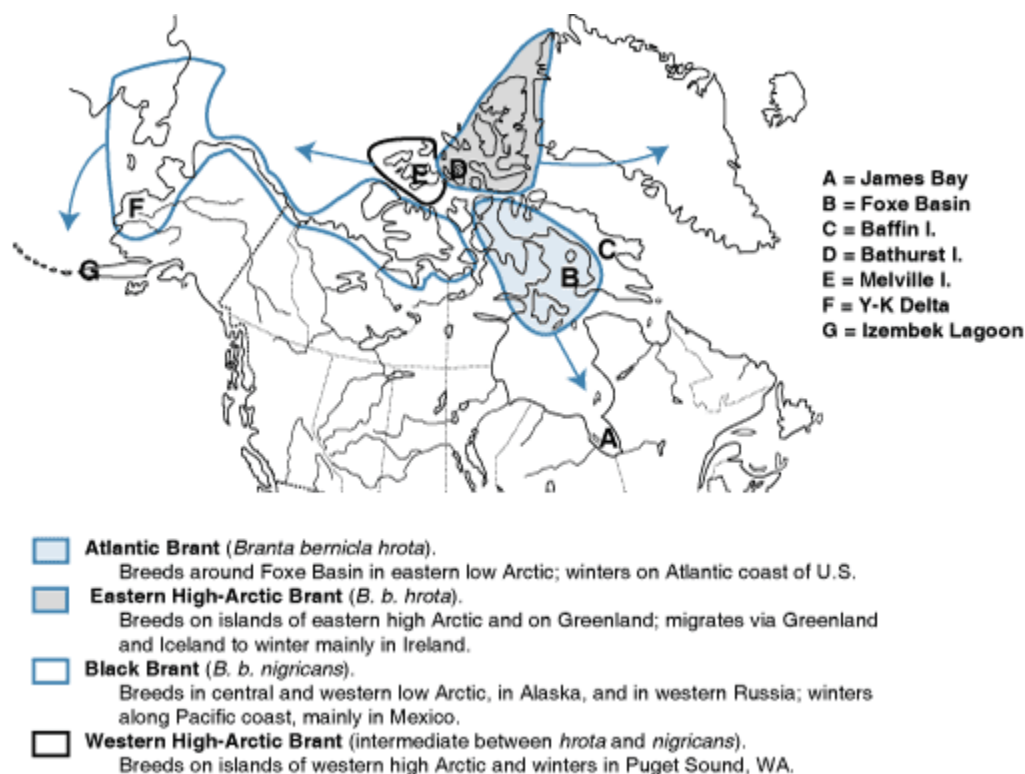 F
G
E
D
C
B
A
A = James Bay
B = Foxe Basin
C = Baffin I.
D = Bathurst I.
E = Melville I.
F = Y-K Delta
G = Izembek Lagoon
Atlantic Brant (Branta bernicla hrota).
Breeds around Foxe Basin in eastern low Arctic; winters on Atlantic coast of U.S.
Eastern High-Arctic Brant (B. b. hrota).
Breeds on islands of eastern high Arctic and on Greenland; migrates via Greenland
and Iceland to winter mainly in Ireland.
Black Brant (B. b. nigricans).
Breeds in central and western low Arctic, in Alaska, and in western Russia; winters
along Pacific coast, mainly in Mexico.
Western High-Arctic Brant (intermediate between hrota and nigricans).
Breeds on islands of western high Arctic and winters in Puget Sound, WA.